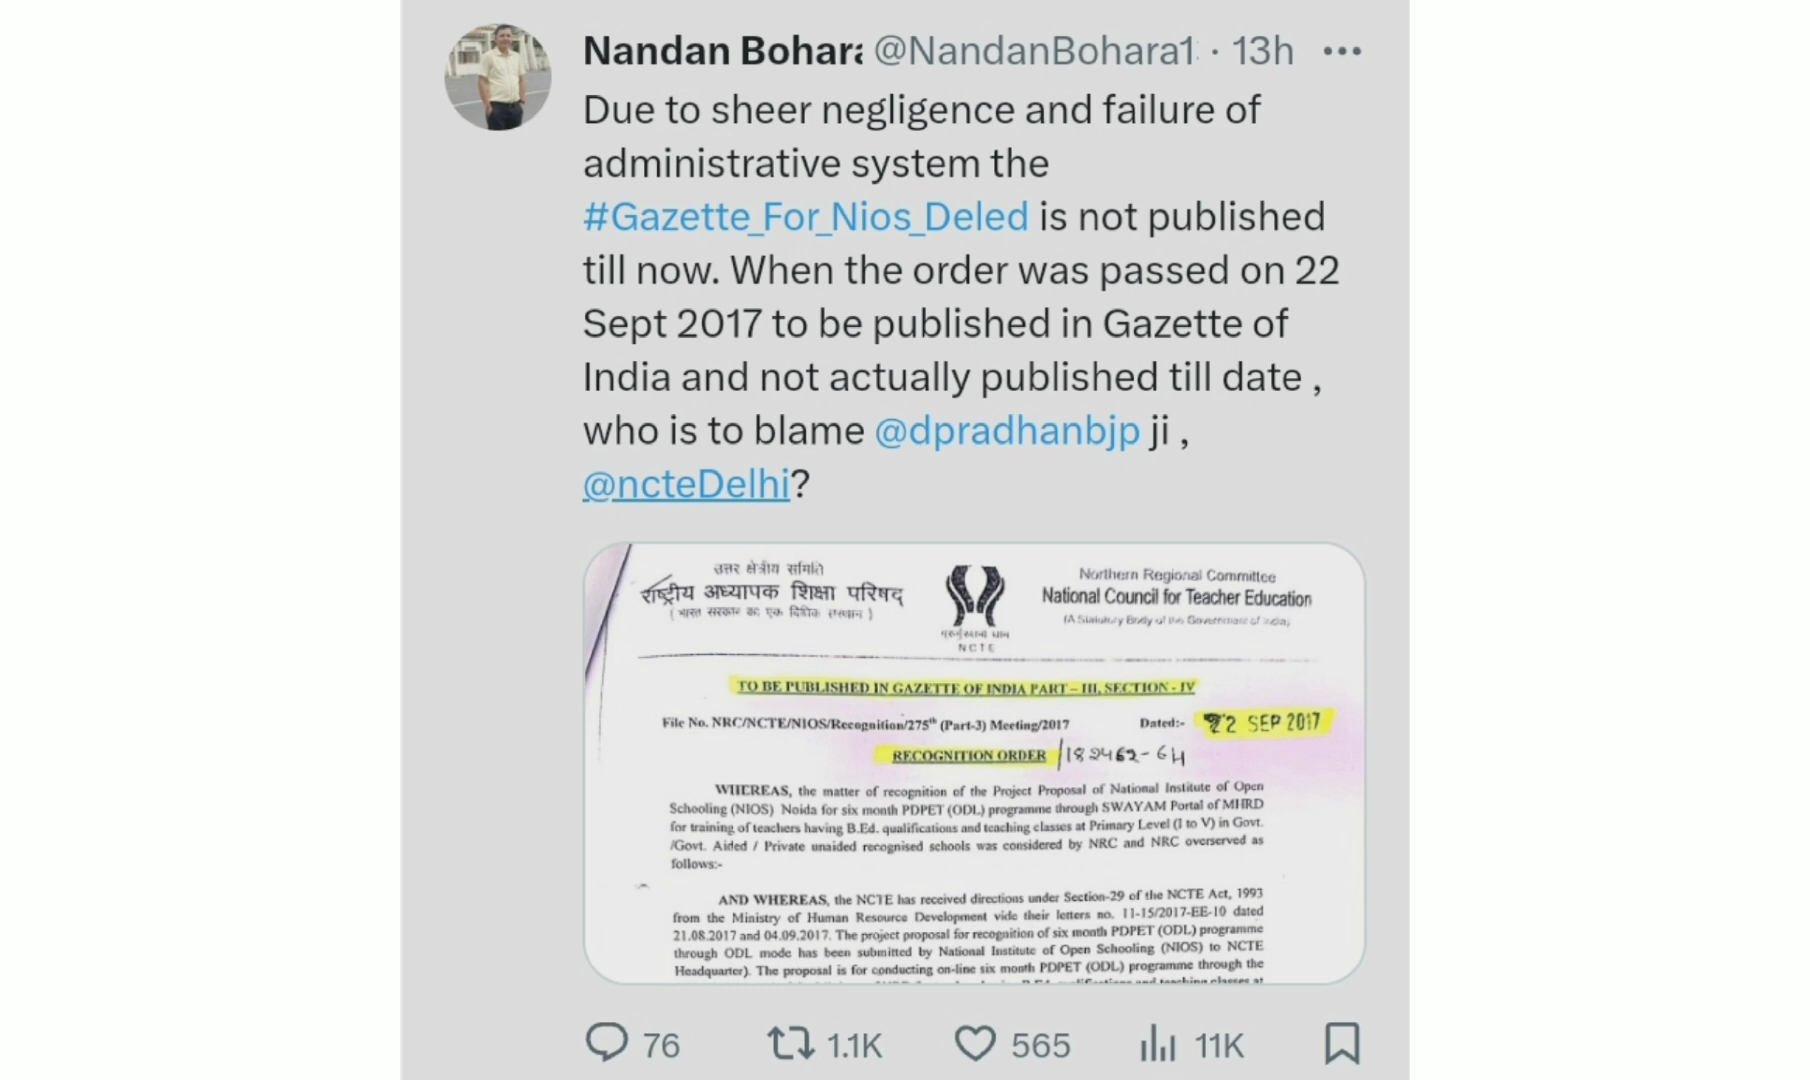 Nandan Bohara @NandanBohara1 · 13h
Due to sheer negligence and failure of
administrative system the
#Gazette_For_Nios_Deled is not published
till now. When the order was passed on 22
Sept 2017 to be published in Gazette of
India and not actually published till date ,
who is to blame @dpradhanbjp ji ,
@ncteDelhi?
उत्तर क्षेत्रीय समिति
राष्ट्रीय अध्यापक शिक्षा परिषद्
( भारत सरकार का एक विधिक संस्थान )
NCTE
Northern Regional Committee
National Council for Teacher Education
(A Statutory Body of the Government of India)
TO BE PUBLISHED IN GAZETTE OF INDIA PART – III, SECTION - IV
File No. NRC/NCTE/NIOS/Recognition/275th (Part-3) Meeting/2017 Dated:- 22 SEP 2017
RECOGNITION ORDER /182462-64
WHEREAS, the matter of recognition of the Project Proposal of National Institute of Open
Schooling (NIOS) Noida for six month PDPET (ODL) programme through SWAYAM Portal of MHRD
for training of teachers having B.Ed. qualifications and teaching classes at Primary Level (I to V) in Govt.
/Govt. Aided / Private unaided recognised schools was considered by NRC and NRC overserved as
follows:-
AND WHEREAS, the NCTE has received directions under Section-29 of the NCTE Act, 1993
from the Ministry of Human Resource Development vide their letters no. 11-15/2017-EE-10 dated
21.08.2017 and 04.09.2017. The project proposal for recognition of six month PDPET (ODL) programme
through ODL mode has been submitted by National Institute of Open Schooling (NIOS) to NCTE
Headquarter). The proposal is for conducting on-line six month PDPET (ODL) programme through the
76 1.1K 565 11K